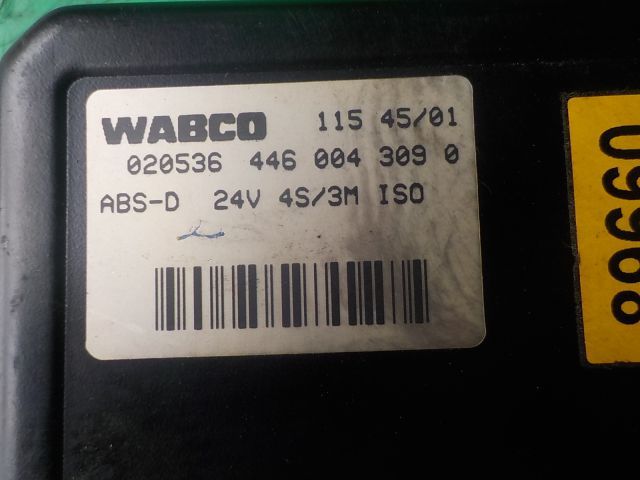 WABCO 115 45/01
020536 446 004 309 0
ABS-D 24V 4S/3M ISO